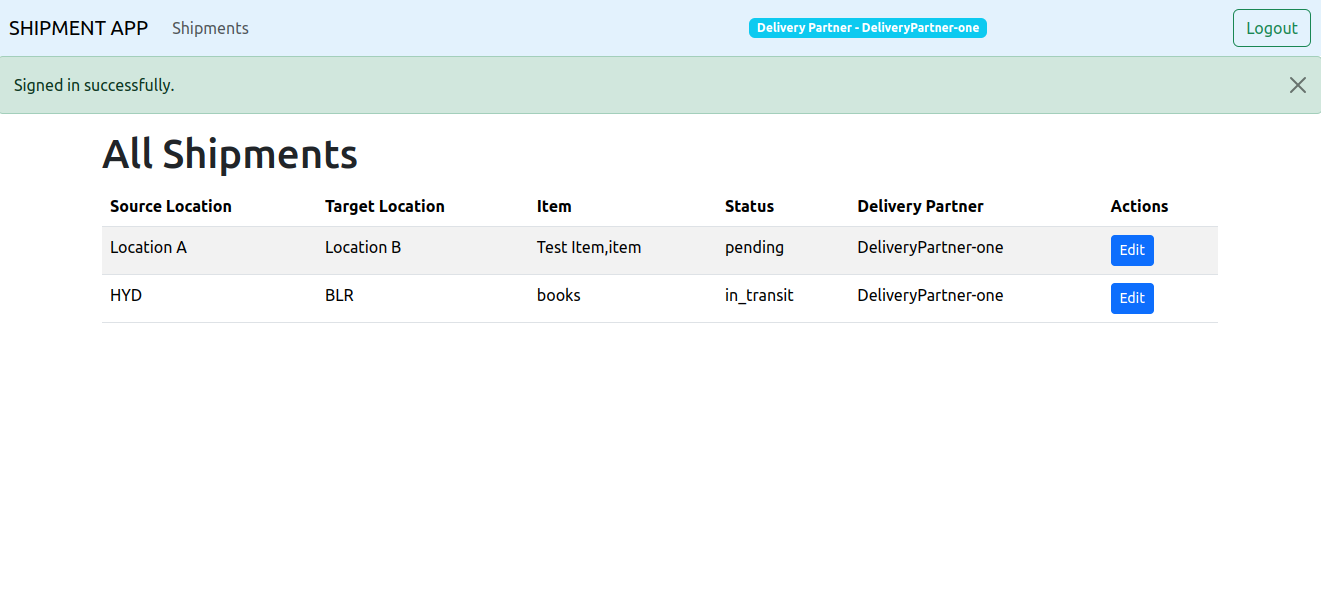 SHIPMENT APP Shipments Delivery Partner - DeliveryPartner-one Logout
Signed in successfully.
All Shipments
Source Location Target Location Item Status Delivery Partner Actions
Location A Location B Test Item,item pending DeliveryPartner-one Edit
HYD BLR books in_transit DeliveryPartner-one Edit